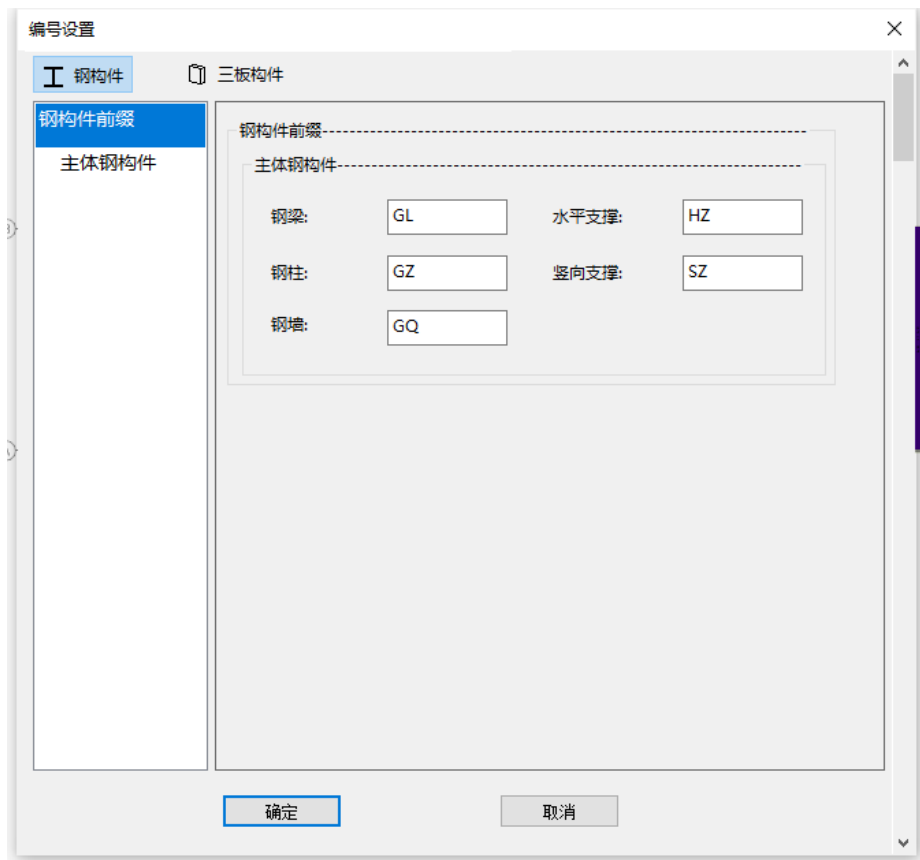 编号设置
钢构件 三板构件
钢构件前缀
主体钢构件
钢构件前缀
主体钢构件
钢梁: GL 水平支撑: HZ
钢柱: GZ 竖向支撑: SZ
钢墙: GQ
确定 取消